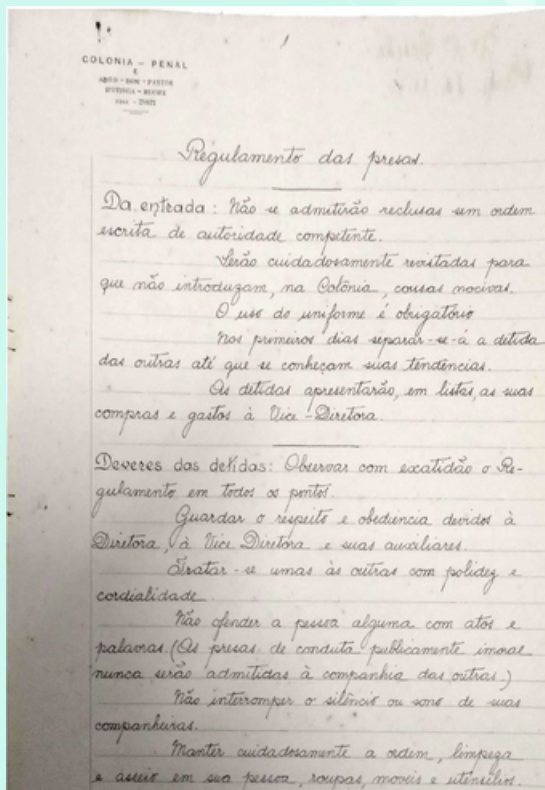 1
COLONIA - PENAL
E
BOM - PASTOR
Regulamento das presas.
Da entrada: Não se admitirão reclusas sem ordem
escrita de autoridade competente.
Serão cuidadosamente revistadas para
que não introduzam, na Colônia, cousas nocivas.
O uso do uniforme é obrigatório
Nos primeiros dias separar-se-á a detida
das outras até que se conheçam suas tendências.
As detidas apresentarão, em listas, as suas
compras e gastos à Vice-Diretora.
Deveres das detidas: Observar com exatidão o Re-
gulamento em todos os pontos.
Guardar o respeito e obediencia devidos à
Diretora, à Vice Diretora e suas auxiliares.
Tratar-se umas às outras com polidez e
cordialidade.
Não ofender a pessoa alguma com atos e
palavras. (As presas de conduta publicamente imoral
nunca serão admitidas à companhia das outras.)
Não interromper o silêncio ou sono de suas
companheiras.
Manter cuidadosamente a ordem, limpeza
e asseio em sua pessoa, roupas, moveis e utensélios.